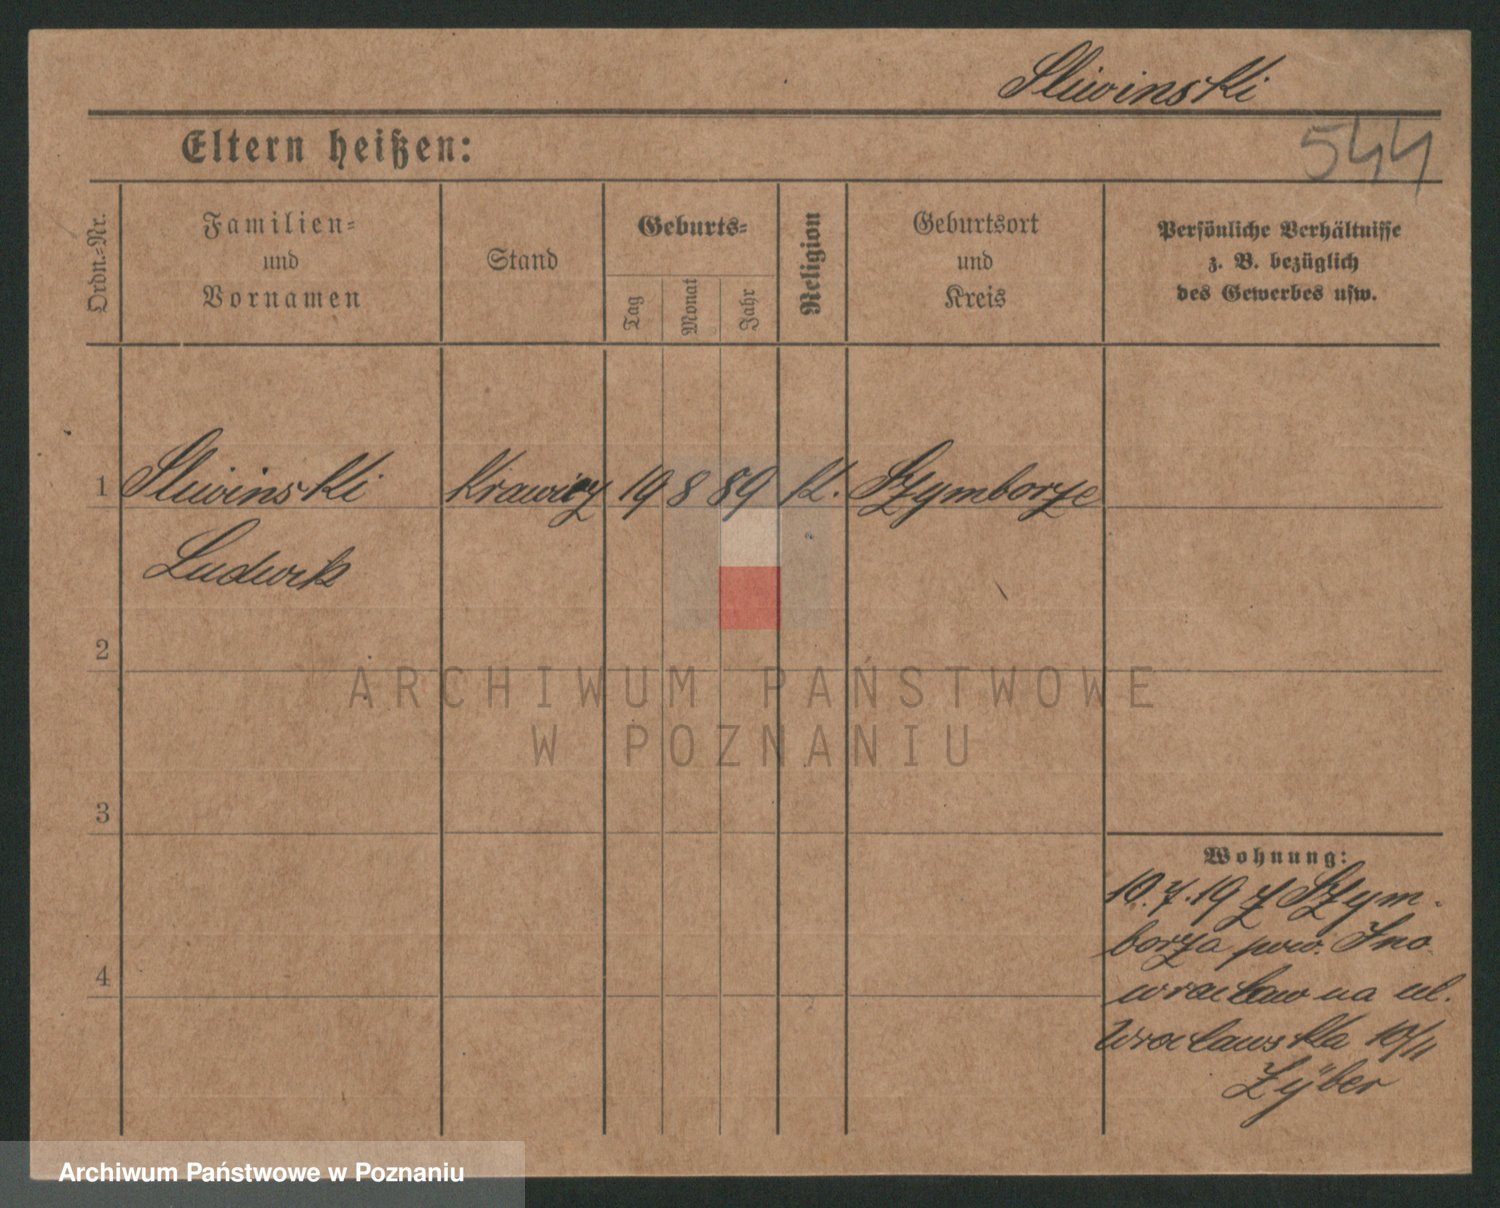 Sliwinski
544
Eltern heißen:
Ordn.-Nr.
Familien- und Vornamen
Stand
Geburts-
Tag
Monat
Jahr
Religion
Geburtsort und Kreis
Persönliche Verhältnisse
z. B. bezüglich
des Gewerbes usw.
1 Sliwinski Krawiez 19 8 89 K. Szymborze
Ludwik
2
ARCHIWUM PAŃSTWOWE
W POZNANIU
3
Wohnung:
10.7.19 z Szym-
borza pow. Ino
4
wrocław na ul.
Wrocławska 10/11
Zyber
Archiwum Państwowe w Poznaniu